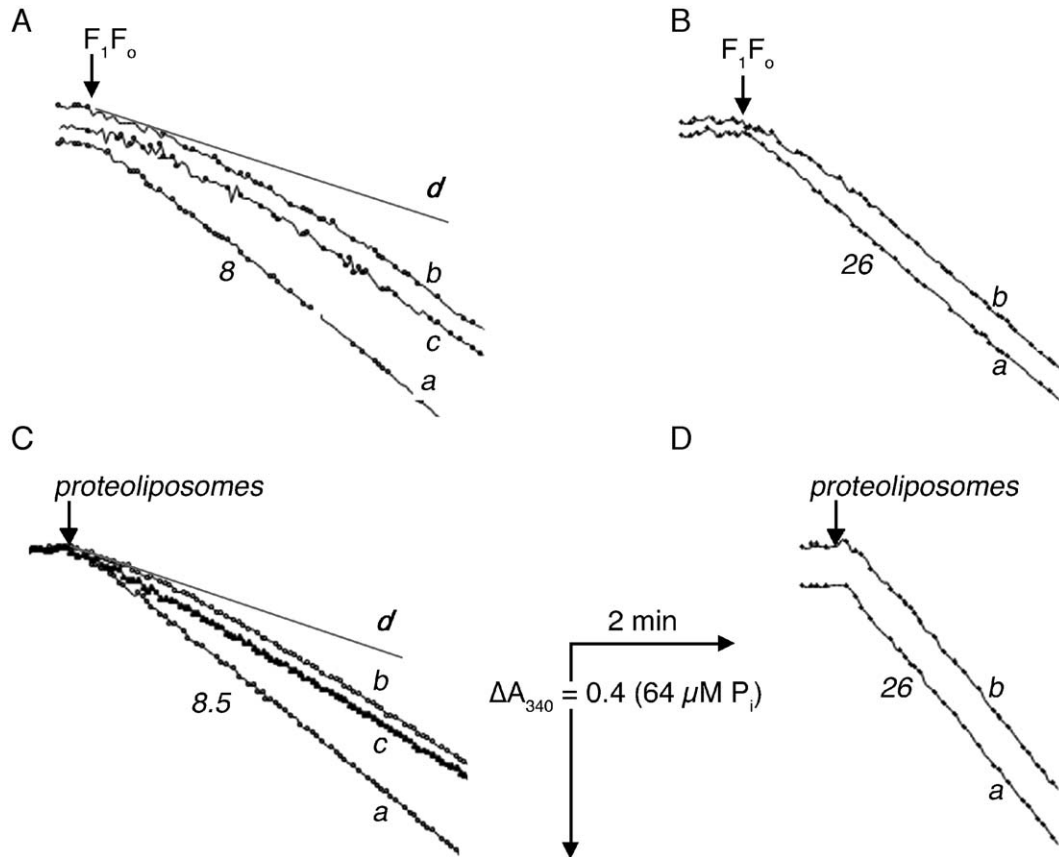 A
F₁Fₒ
d
8
b
c
a
B
F₁Fₒ
26
b
a
C
proteoliposomes
d
b
8.5
c
a
2 min
ΔA₃₄₀ = 0.4 (64 µM Pᵢ)
D
proteoliposomes
26
b
a